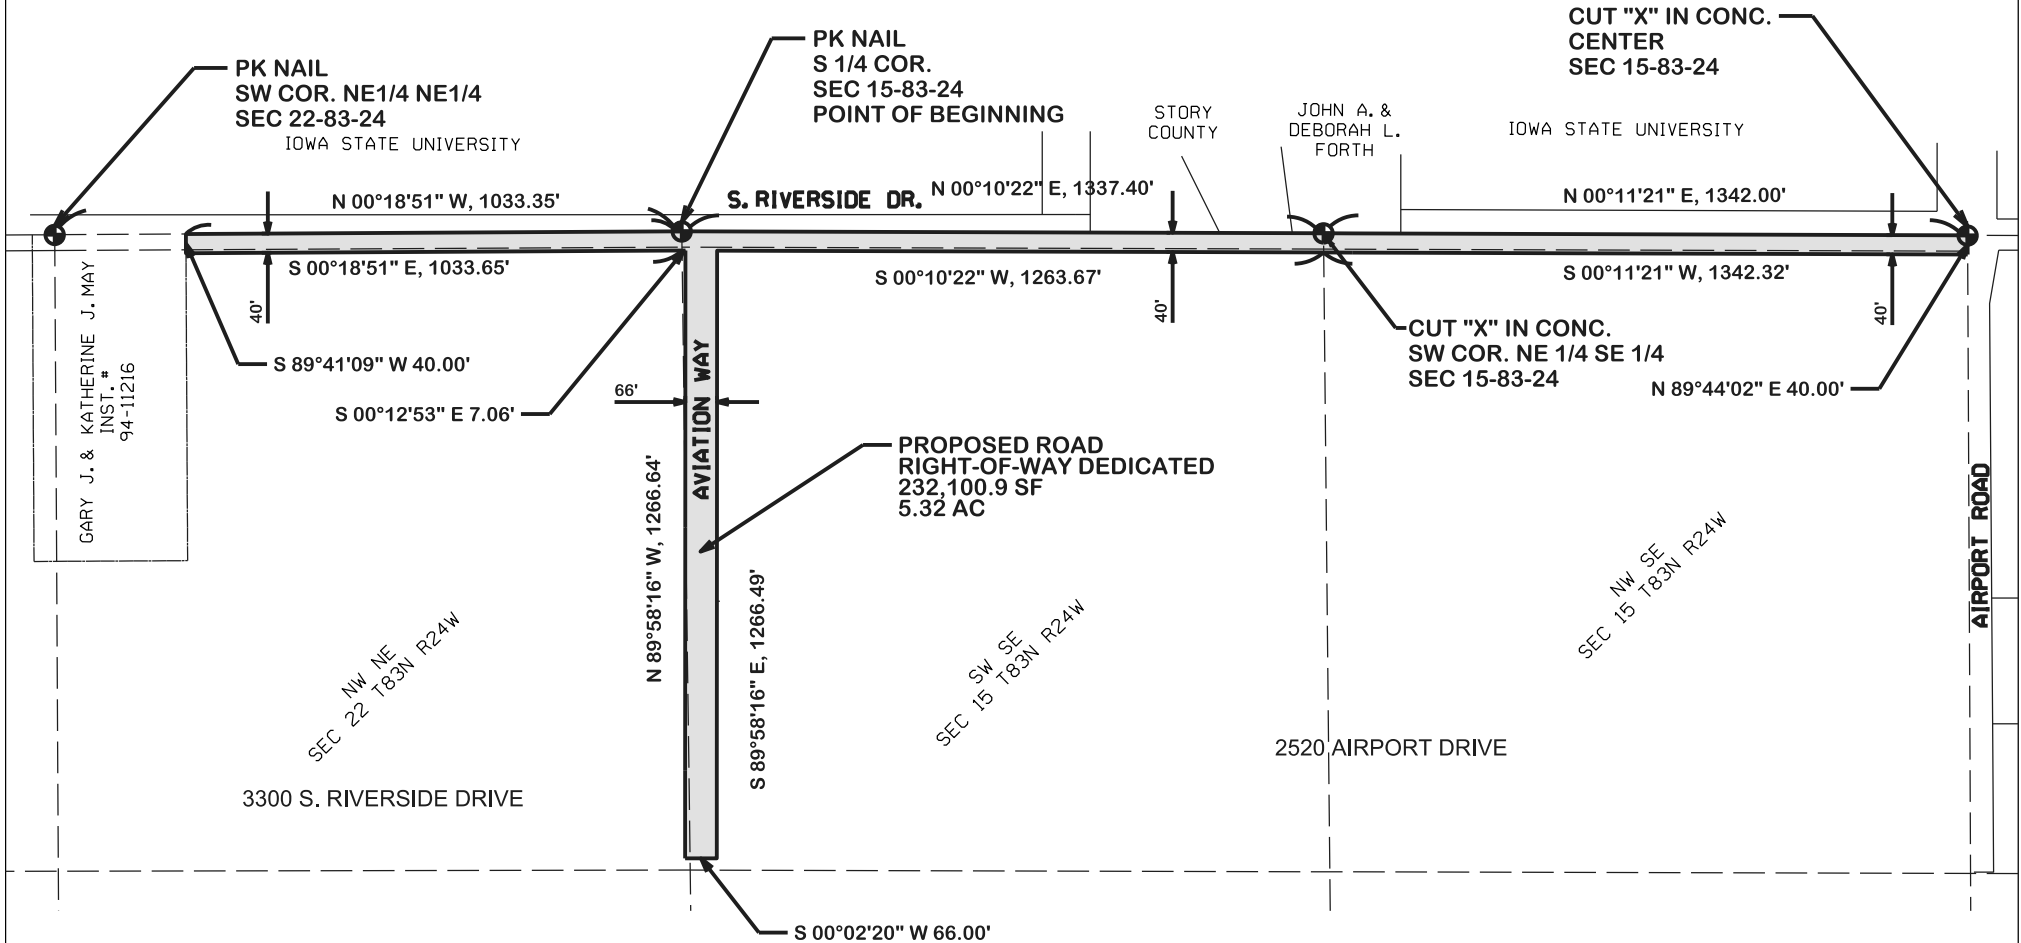 PK NAIL
SW COR. NE1/4 NE1/4
SEC 22-83-24
IOWA STATE UNIVERSITY
PK NAIL
S 1/4 COR.
SEC 15-83-24
POINT OF BEGINNING
STORY
COUNTY
JOHN A. &
DEBORAH L.
FORTH
CUT "X" IN CONC.
CENTER
SEC 15-83-24
IOWA STATE UNIVERSITY
N 00°18'51" W, 1033.35'
S. RIVERSIDE DR.
N 00°10'22" E, 1337.40'
N 00°11'21" E, 1342.00'
S 00°18'51" E, 1033.65'
S 00°10'22" W, 1263.67'
S 00°11'21" W, 1342.32'
40'
40'
40'
GARY J. & KATHERINE J. MAY
INST. #
94-11216
S 89°41'09" W 40.00'
S 00°12'53" E 7.06'
66'
AVIATION WAY
CUT "X" IN CONC.
SW COR. NE 1/4 SE 1/4
SEC 15-83-24
N 89°44'02" E 40.00'
PROPOSED ROAD
RIGHT-OF-WAY DEDICATED
232,100.9 SF
5.32 AC
N 89°58'16" W, 1266.64'
S 89°58'16" E, 1266.49'
AIRPORT ROAD
NW NE
SEC 22 T83N R24W
SW SE
SEC 15 T83N R24W
NW SE
SEC 15 T83N R24W
3300 S. RIVERSIDE DRIVE
2520 AIRPORT DRIVE
S 00°02'20" W 66.00'